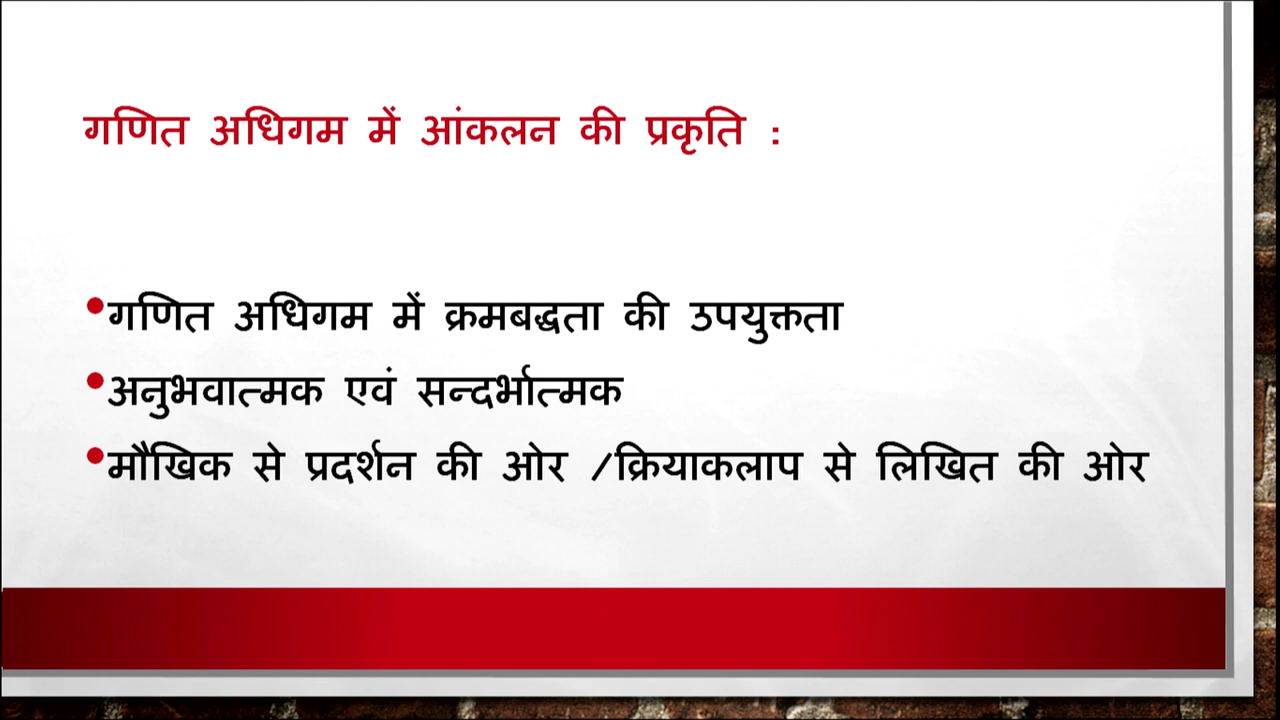 गणित अधिगम में आंकलन की प्रकृति :
•गणित अधिगम में क्रमबद्धता की उपयुक्तता
•अनुभवात्मक एवं सन्दर्भात्मक
•मौखिक से प्रदर्शन की ओर /क्रियाकलाप से लिखित की ओर